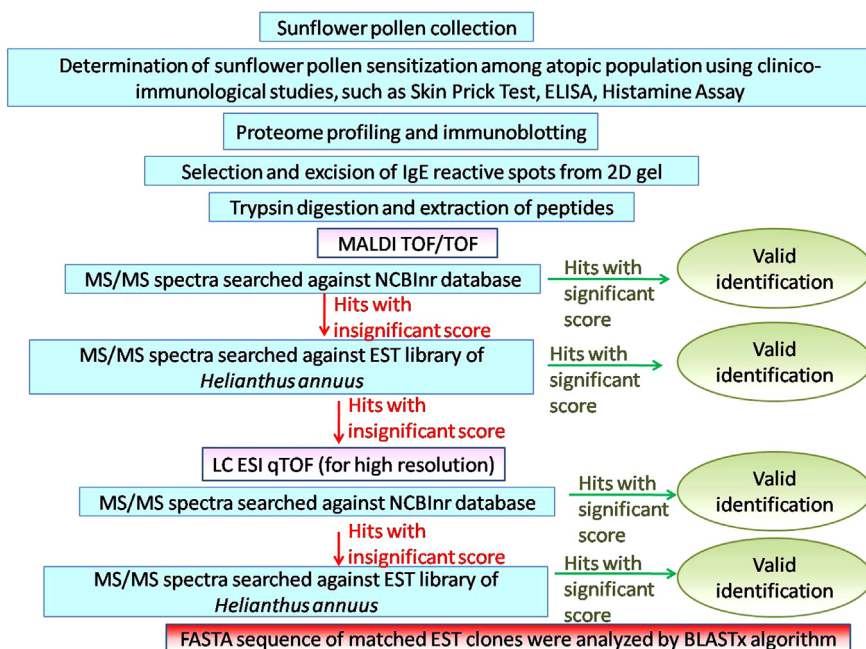 Sunflower pollen collection
Determination of sunflower pollen sensitization among atopic population using clinico-
immunological studies, such as Skin Prick Test, ELISA, Histamine Assay
Proteome profiling and immunoblotting
Selection and excision of IgE reactive spots from 2D gel
Trypsin digestion and extraction of peptides
MALDI TOF/TOF
MS/MS spectra searched against NCBInr database
Hits with
significant
score
Valid
identification
Hits with
insignificant score
MS/MS spectra searched against EST library of
Helianthus annuus
Hits with
significant
score
Valid
identification
Hits with
insignificant score
LC ESI qTOF (for high resolution)
MS/MS spectra searched against NCBInr database
Hits with
significant
score
Valid
identification
Hits with
insignificant score
MS/MS spectra searched against EST library of
Helianthus annuus
Hits with
significant
score
Valid
identification
FASTA sequence of matched EST clones were analyzed by BLASTx algorithm